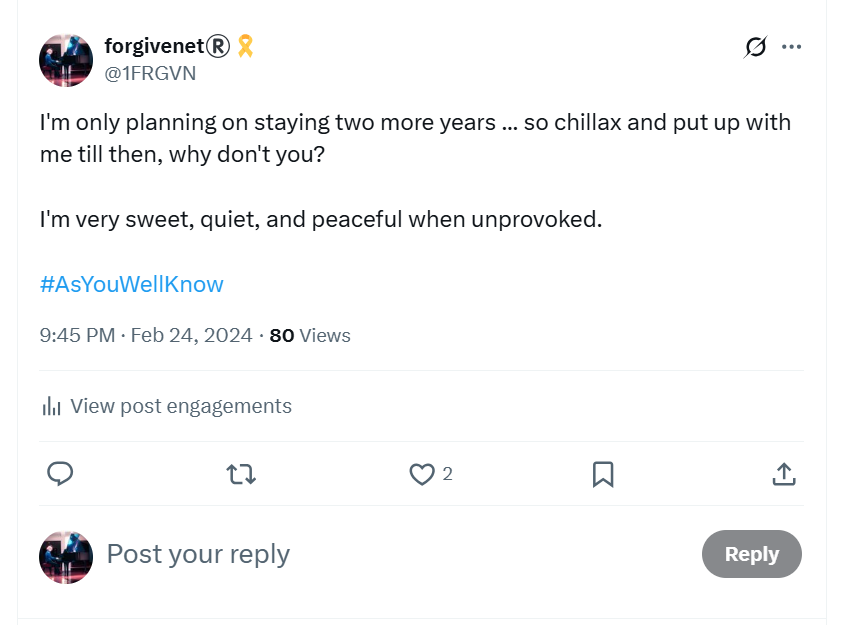 forgivenet®🎗
@1FRGVN
I'm only planning on staying two more years ... so chillax and put up with
me till then, why don't you?
I'm very sweet, quiet, and peaceful when unprovoked.
#AsYouWellKnow
9:45 PM · Feb 24, 2024 · 80 Views
View post engagements
2
Post your reply
Reply